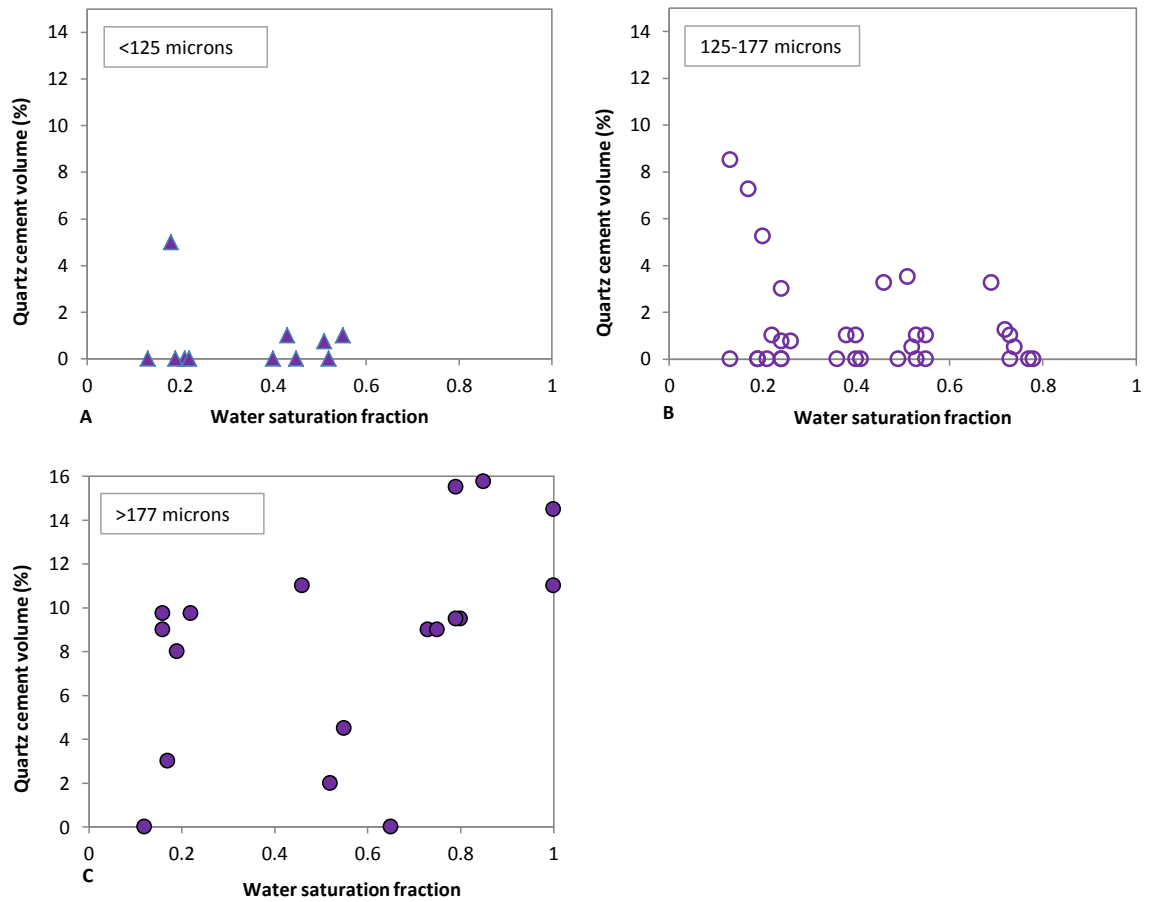 <125 microns
Quartz cement volume (%)
14
12
10
8
6
4
2
0
0 0.2 0.4 0.6 0.8 1
A Water saturation fraction
125-177 microns
Quartz cement volume (%)
14
12
10
8
6
4
2
0
0 0.2 0.4 0.6 0.8 1
B Water saturation fraction
>177 microns
Quartz cement volume (%)
16
14
12
10
8
6
4
2
0
0 0.2 0.4 0.6 0.8 1
C
Water saturation fraction